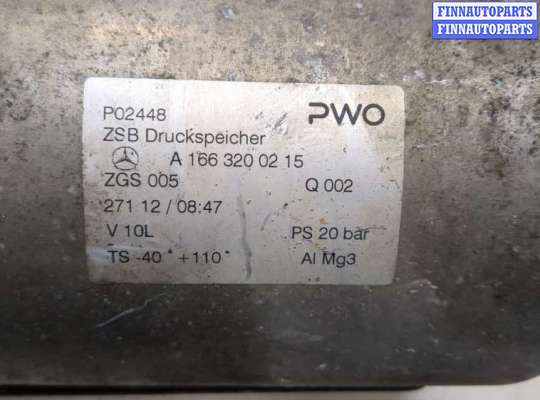 FINNAUTOPARTS
FINNAUTOPARTS
P02448
PWO
ZSB Druckspeicher
A 166 320 02 15
ZGS 005 Q 002
271 12 / 08:47
V 10L PS 20 bar
TS -40 ° +110 ° Al Mg3